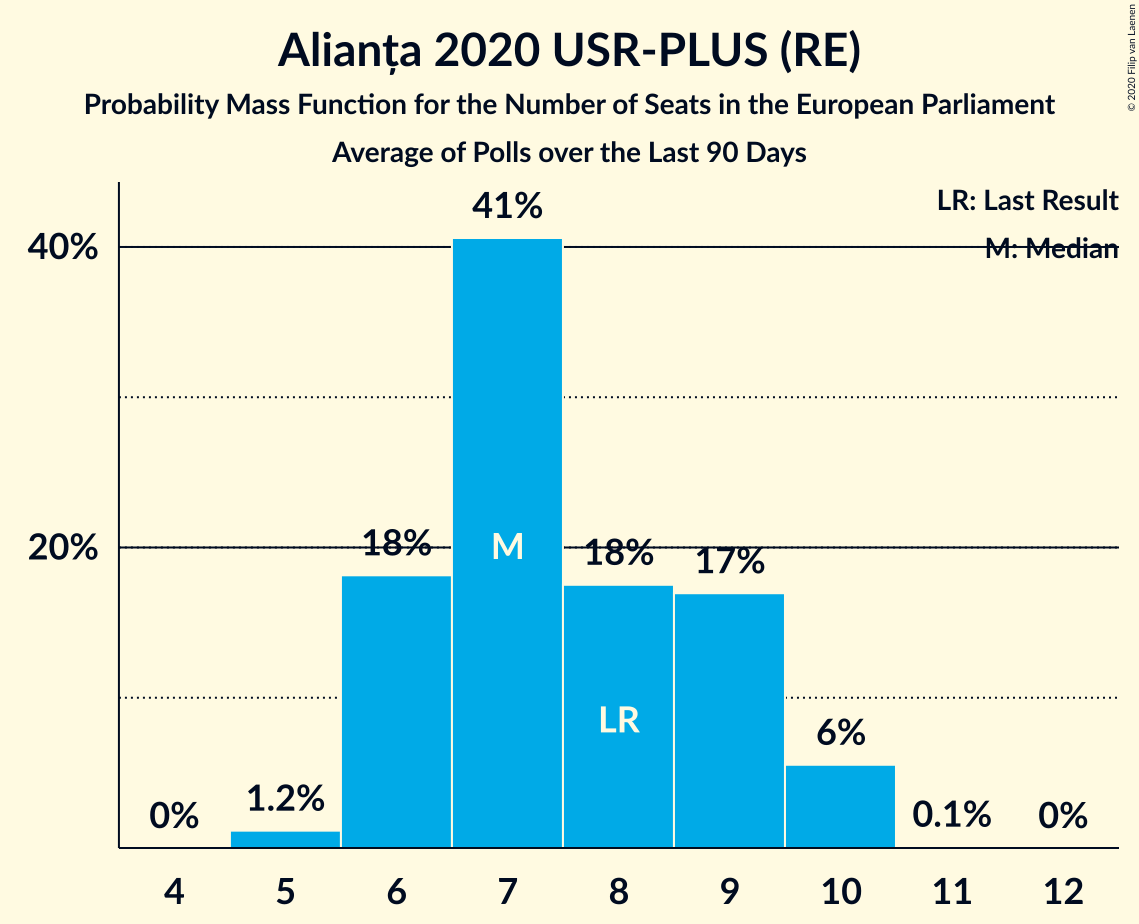 Alianța 2020 USR-PLUS (RE)
Probability Mass Function for the Number of Seats in the European Parliament
Average of Polls over the Last 90 Days
© 2020 Filip van Laenen
LR: Last Result
M: Median
41%
40%
20%
18%
M
18%
17%
LR
6%
0%
1.2%
0.1%
0%
4 5 6 7 8 9 10 11 12